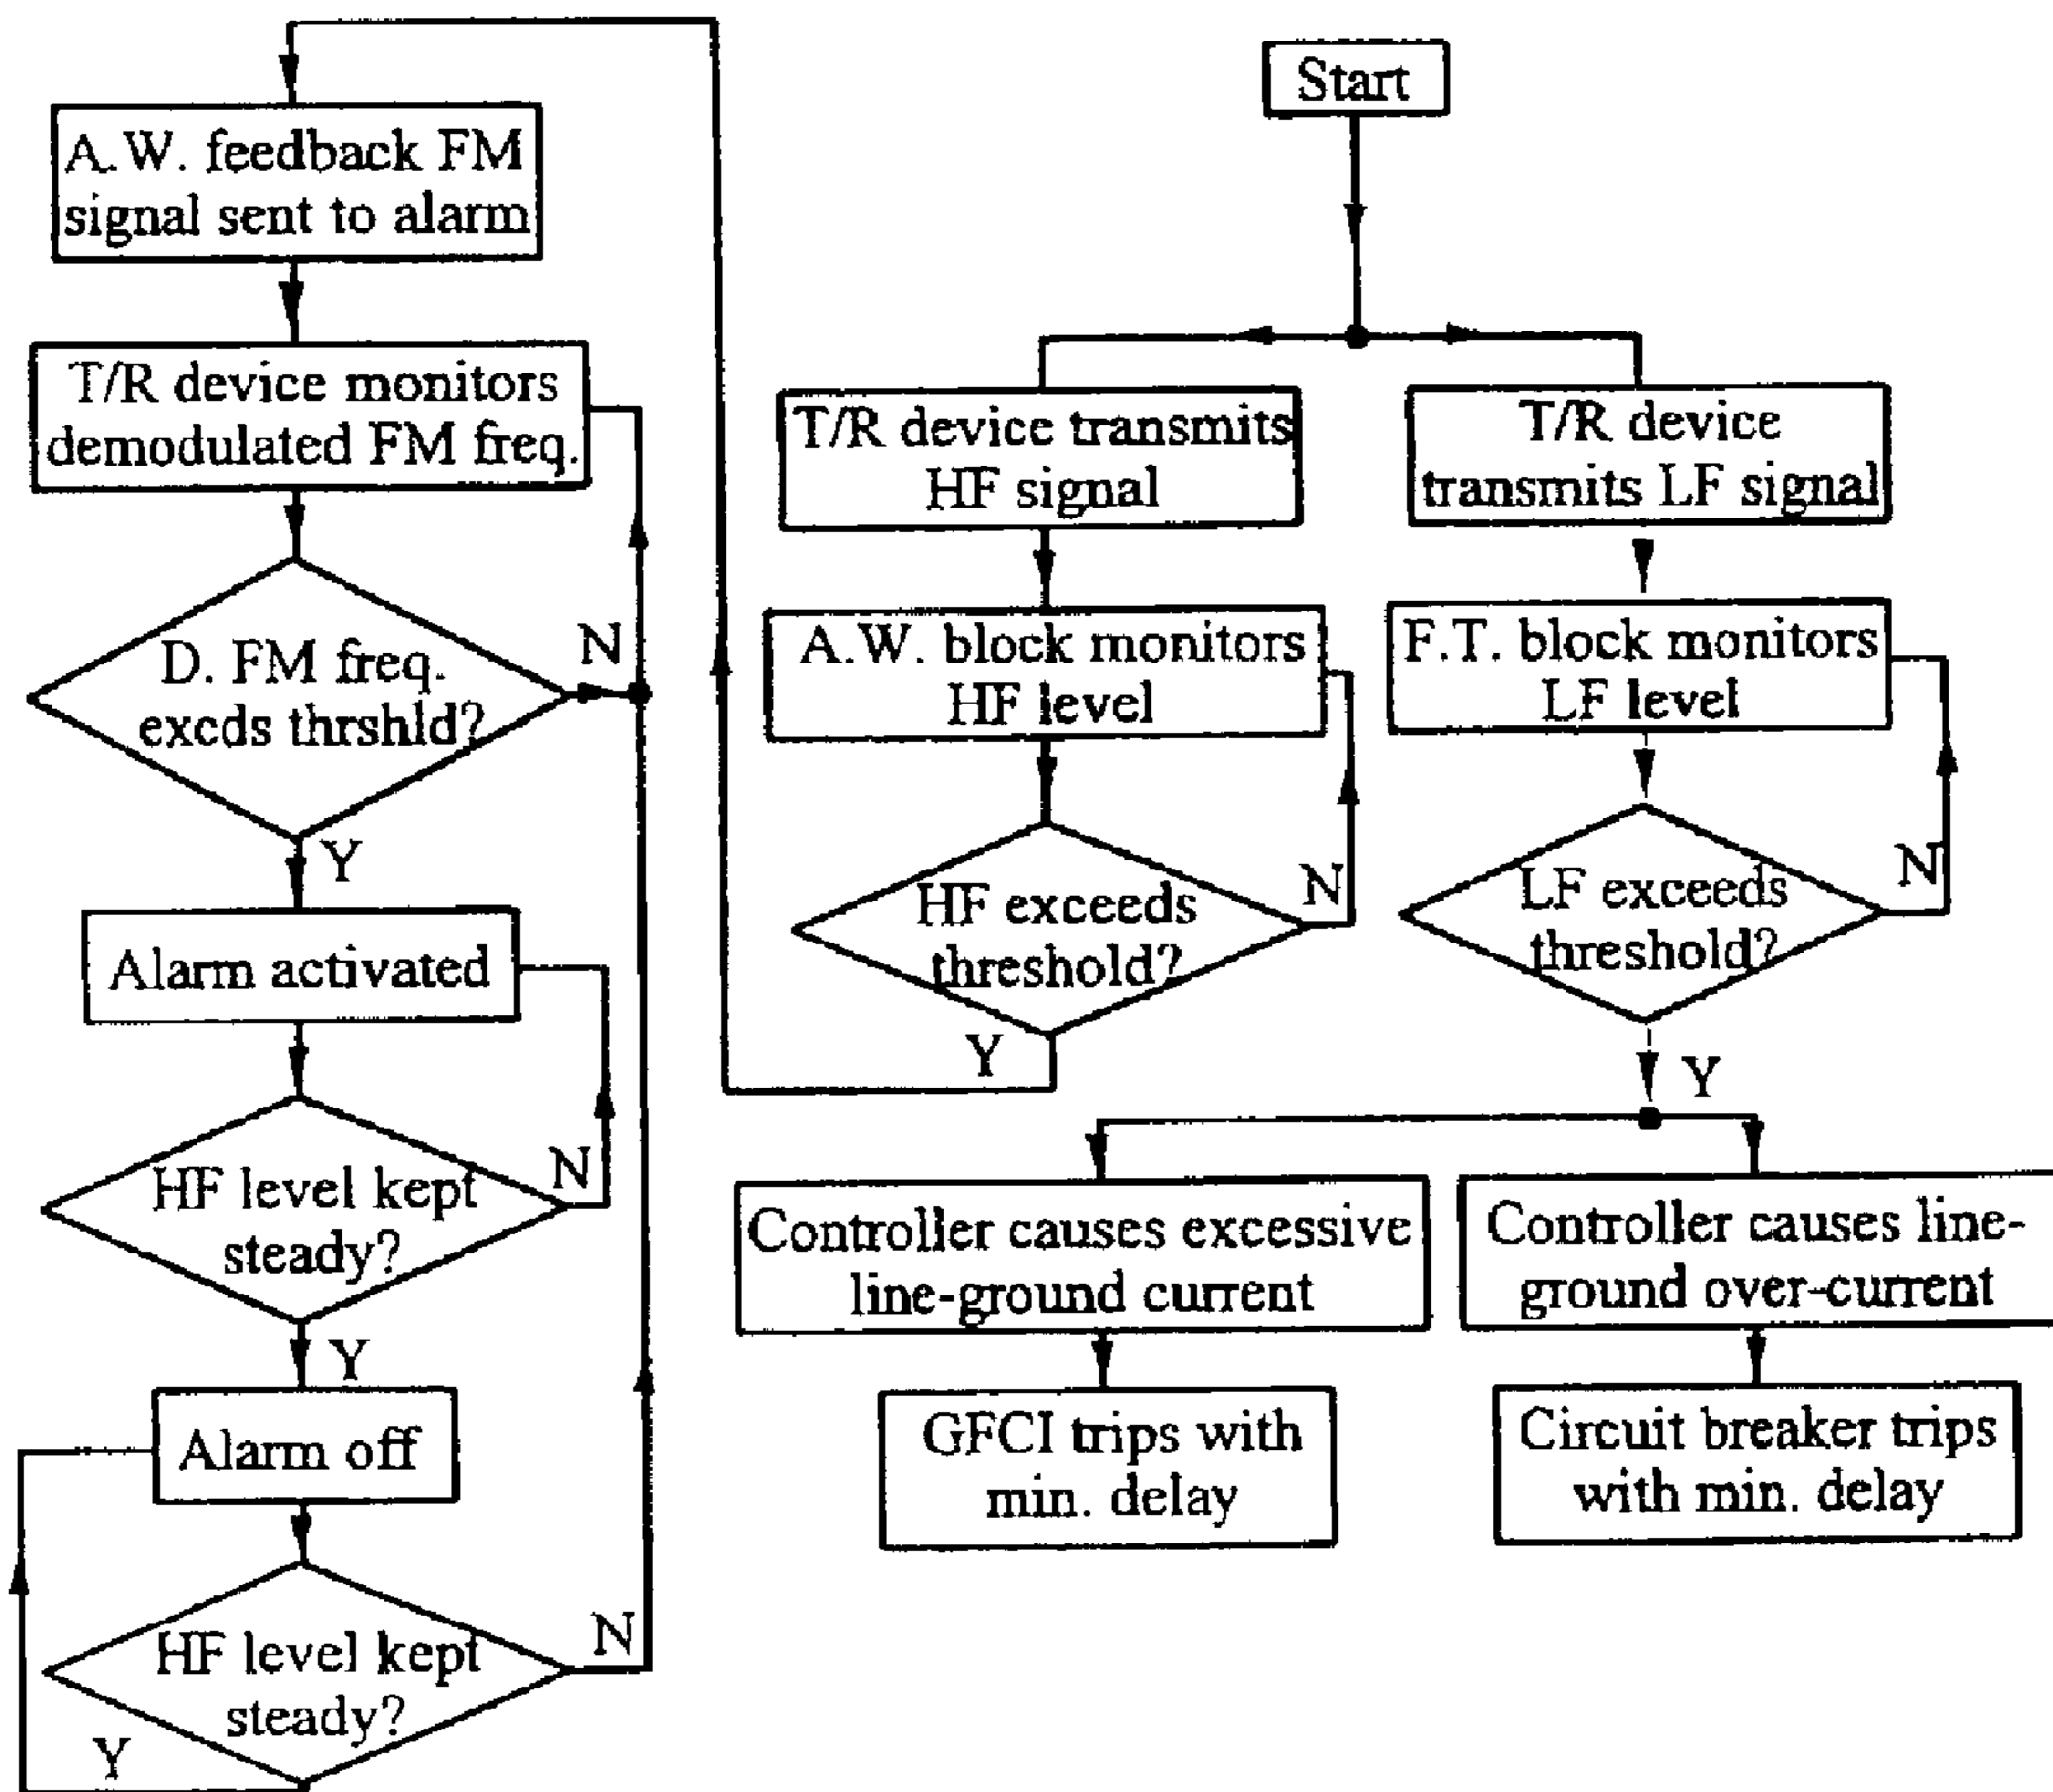 Start
T/R device transmits
HF signal
A.W. block monitors
HF level
HF exceeds
threshold?
N
Y
T/R device
transmits LF signal
F.T. block monitors
LF level
LF exceeds
threshold?
N
Y
Controller causes excessive
line-ground current
GFCI trips with
min. delay
Controller causes line-
ground over-current
Circuit breaker trips
with min. delay
A.W. feedback FM
signal sent to alarm
T/R device monitors
demodulated FM freq.
D. FM freq.
excds thrshld?
N
Y
Alarm activated
HF level kept
steady?
N
Y
Alarm off
HF level kept
steady?
N
Y